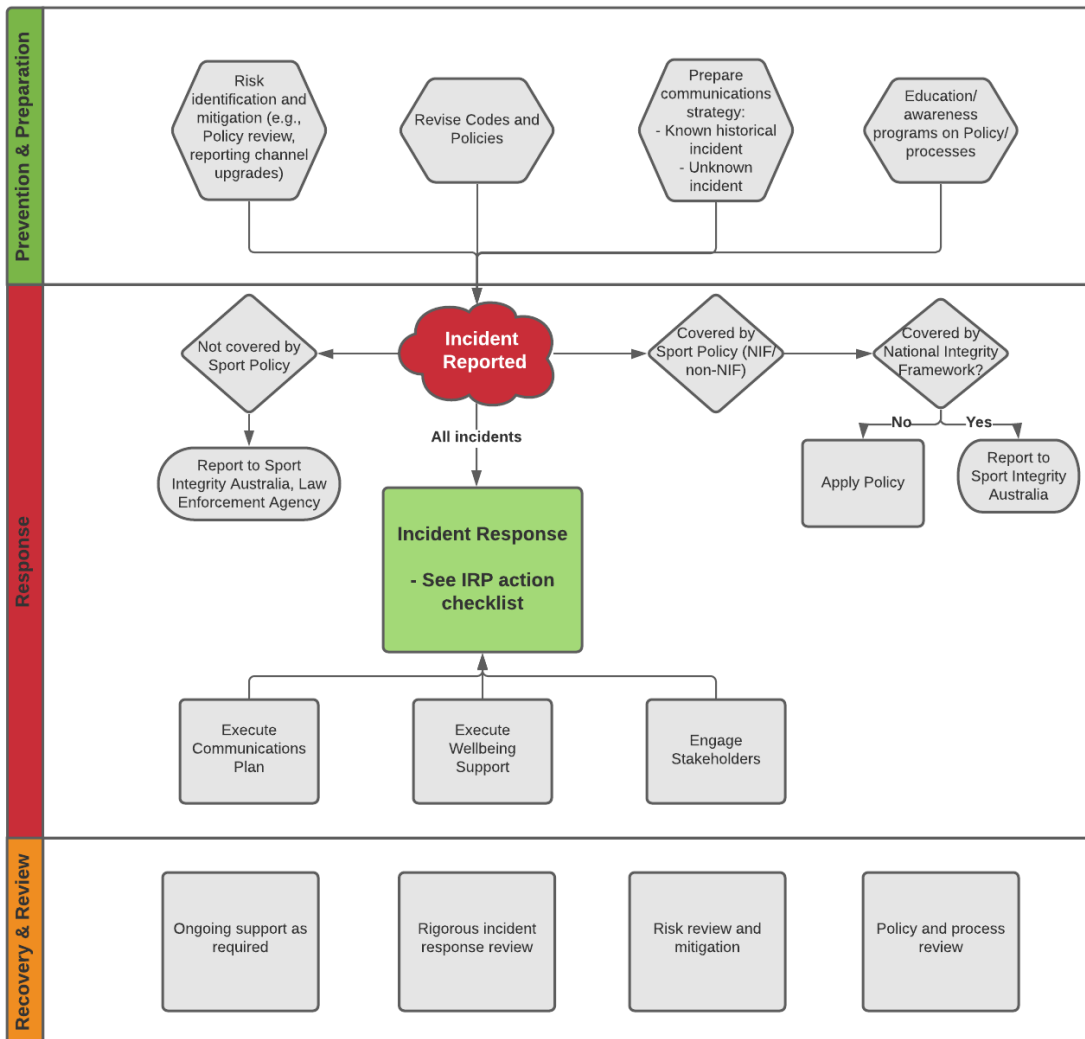 Prevention & Preparation
Risk
identification and
mitigation (e.g.,
Policy review,
reporting channel
upgrades)
Revise Codes and
Policies
Prepare
communications
strategy:
- Known historical
incident
- Unknown
incident
Education/
awareness
programs on Policy/
processes
Response
Not covered by
Sport Policy
Incident
Reported
Covered by
Sport Policy (NIF/
non-NIF)
Covered by
National Integrity
Framework?
All incidents
No
Yes
Report to Sport
Integrity Australia, Law
Enforcement Agency
Apply Policy
Report to
Sport Integrity
Australia
Incident Response
- See IRP action
checklist
Execute
Communications
Plan
Execute
Wellbeing
Support
Engage
Stakeholders
Recovery & Review
Ongoing support as
required
Rigorous incident
response review
Risk review and
mitigation
Policy and process
review